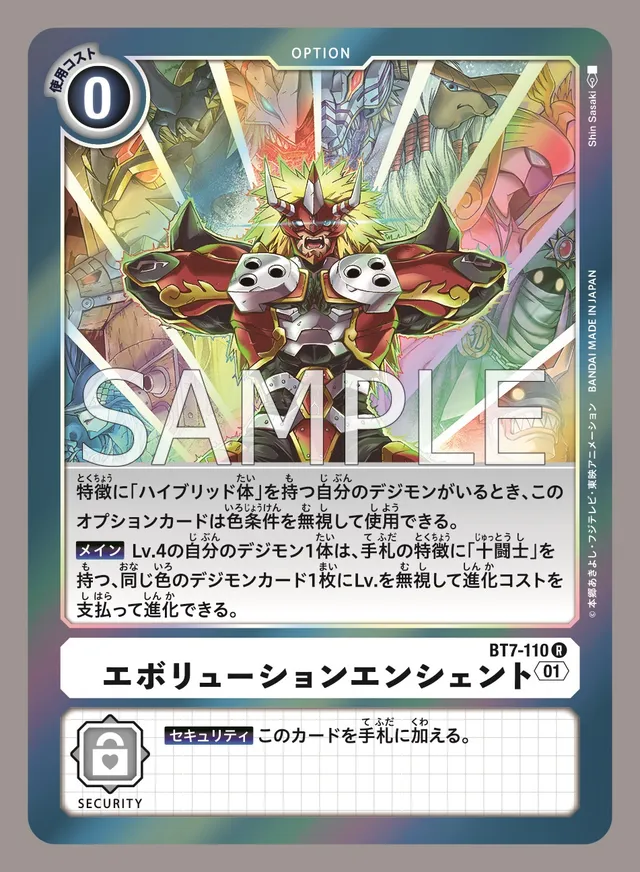 OPTION
使用コスト
0
Shin Sasaki
BANDAI MADE IN JAPAN
© 本郷あきよし・フジテレビ・東映アニメーション
SAMPLE
特徴に「ハイブリッド体」を持つ自分のデジモンがいるとき、この
オプションカードは色条件を無視して使用できる。
メイン Lv.4の自分のデジモン1体は、手札の特徴に「十闘士」を
持つ、同じ色のデジモンカード1枚にLv.を無視して進化コストを
支払って進化できる。
BT7-110 R
エボリューションエンシェント 01
セキュリティ このカードを手札に加える。
SECURITY